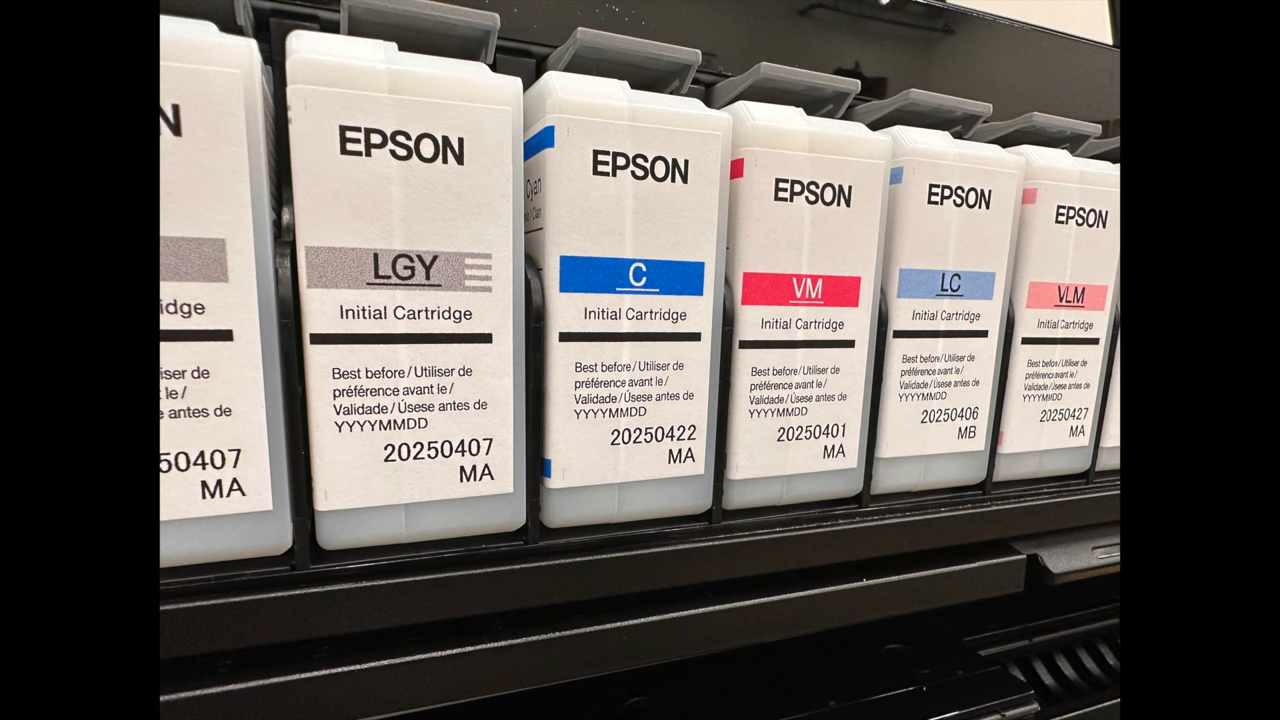 N
idge
iser de
t le /
e antes de
50407
MA
EPSON
LGY
Initial Cartridge
Best before / Utiliser de
préférence avant le /
Validade / Úsese antes de
YYYYMMDD
20250407
MA
Cyan
EPSON
C
Initial Cartridge
Best before / Utiliser de
préférence avant le /
Validade / Úsese antes de
YYYYMMDD
20250422
MA
EPSON
VM
Initial Cartridge
Best before / Utiliser de
préférence avant le /
Validade / Úsese antes de
YYYYMMDD
20250401
MA
EPSON
LC
Initial Cartridge
Best before / Utiliser de
préférence avant le /
Validade / Úsese antes de
YYYYMMDD
20250406
MB
EPSON
VLM
Initial Cartridge
Best before / Utiliser de
préférence avant le /
Validade / Úsese antes de
YYYYMMDD
20250427
MA